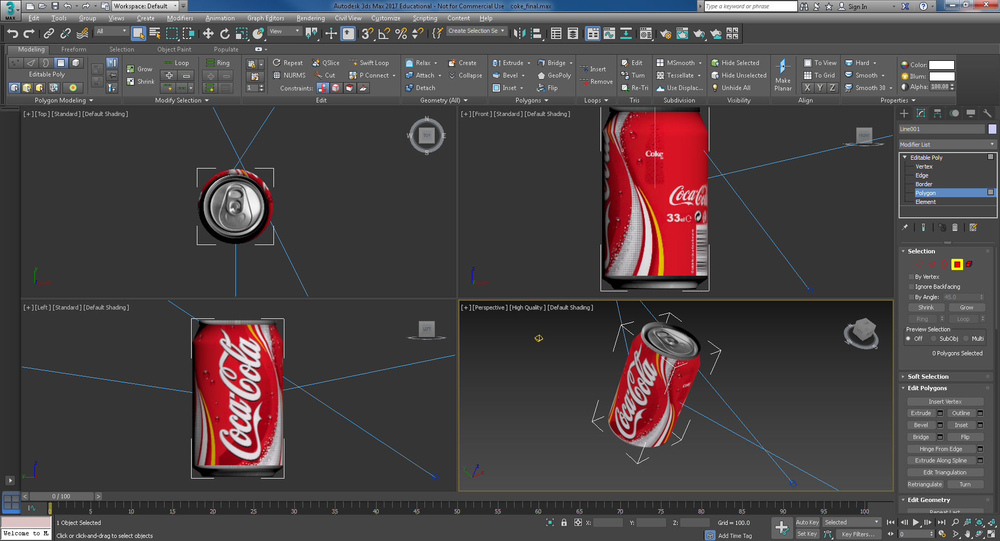 3 MAX
Workspace: Default
Autodesk 3ds Max 2017 Educational - Not for Commercial Use coke_final.max
Type a keyword or phrase
Sign In
Edit Tools Group Views Create Modifiers Animation Graph Editors Rendering Civil View Customize Scripting Content Help
All
View
Create Selection Se
Modeling Freeform Selection Object Paint Populate
Editable Poly
Polygon Modeling
Grow
Shrink
Loop
Ring
Modify Selection
1
Repeat QSlice Swift Loop
NURMS Cut P Connect
Constraints:
Edit
Relax Create
Attach Collapse
Detach
Geometry (All)
Extrude Bridge
Bevel GeoPoly
Inset Flip
Polygons
Insert
Remove
Loops
Edit
Turn
Re-Tri
Tris
MSmooth
Tessellate
Use Displac...
Subdivision
Hide Selected
Hide Unselected
Unhide All
Visibility
Make Planar
To View
To Grid
X Y Z
Align
Hard
Smooth
Smooth 30
Color:
Illum:
Alpha: 100.00
Properties
[+] [Top] [Standard] [Default Shading]
N
W TOP E
S
y
[+] [Front] [Standard] [Default Shading]
FRONT
Coke
Coca-Col
33cl
z
[+] [Left] [Standard] [Default Shading]
LEFT
Coca-Cola
z
y
[+] [Perspective] [High Quality] [Default Shading]
Coca-Cola
Line001
Modifier List
Editable Poly
Vertex
Edge
Border
Polygon
Element
Selection
By Vertex
Ignore Backfacing
By Angle: 45.0
Shrink Grow
Ring Loop
Preview Selection
Off SubObj Multi
0 Polygons Selected
Soft Selection
Edit Polygons
Insert Vertex
Extrude Outline
Bevel Inset
Bridge Flip
Hinge From Edge
Extrude Along Spline
Edit Triangulation
Retriangulate Turn
Edit Geometry
Repeat Last
< 0 / 100 >
0 5 10 15 20 25 30 35 40 45 50 55 60 65 70 75 80 85 90 95 100
1 Object Selected
X: Y: Z: Grid = 100.0
Auto Key Selected
Welcome to M
Click or click-and-drag to select objects
Add Time Tag
Set Key Key Filters...
0